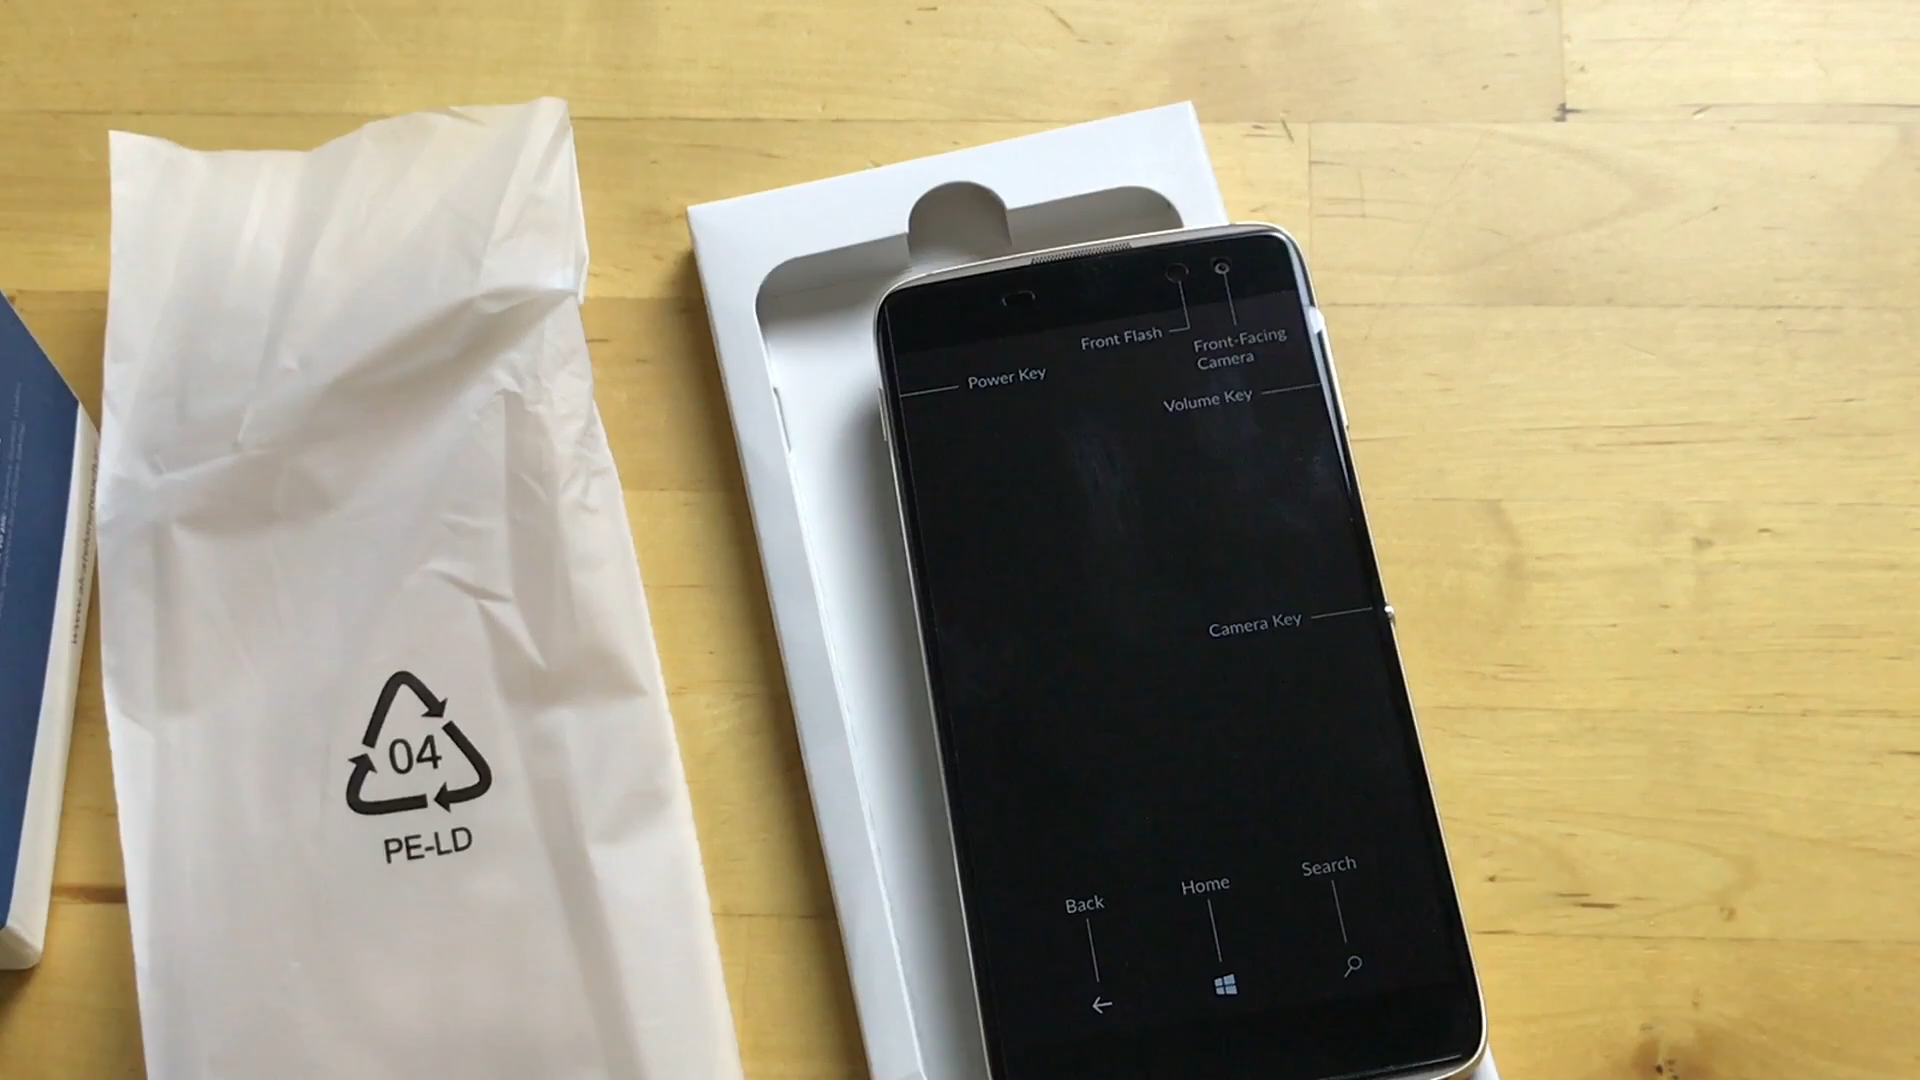 04
PE-LD
Front Flash
Front-Facing
Camera
Power Key
Volume Key
Camera Key
Back
Home
Search